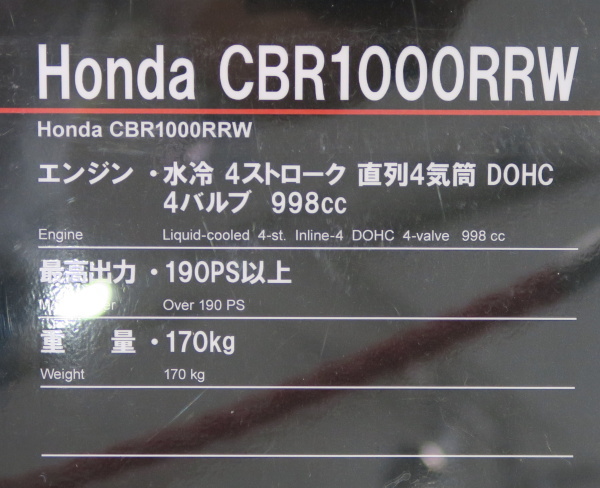 Honda CBR1000RRW
Honda CBR1000RRW
エンジン ・水冷 4ストローク 直列4気筒 DOHC
4バルブ 998cc
Engine Liquid-cooled 4-st. Inline-4 DOHC 4-valve 998 cc
最高出力 ・190PS以上
Over 190 PS
重 量 ・170kg
Weight 170 kg